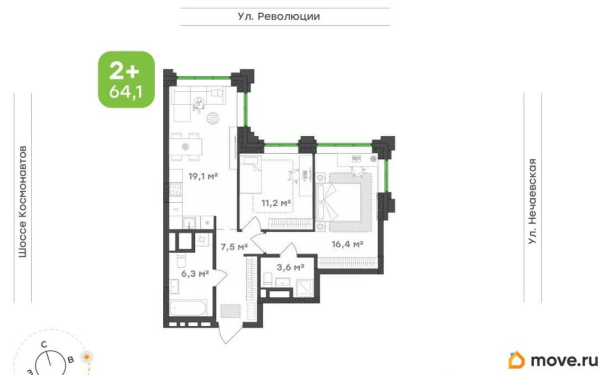 Ул. Революции
2+
64,1
Шоссе Космонавтов
19,1 м²
11,2 м²
Ул. Нечаевская
7,5 м²
16,4 м²
6,3 м²
3,6 м²
С
В
З
move.ru